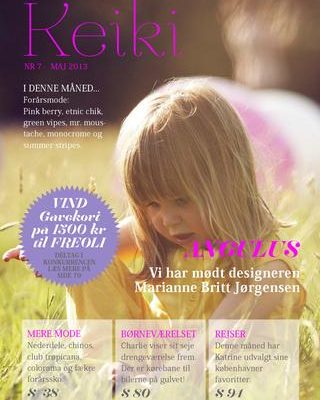 Keiki
NR 7 - MAJ 2013
I DENNE MÅNED...
Forårsmode:
Pink berry, etnic chik,
green vipes, mr. mous-
tache, monocrome og
summer stripes.
VIND
Gavekort
på 1500 kr
til FREOLI
DELTAG I
KONKURRENCEN
LÆS MERE PÅ
SIDE 70
ANGULUS
Vi har mødt designeren
Marianne Britt Jørgensen
MERE MODE
Nederdele, chinos,
club tropicana,
colorama og lækre
forårssko
S 38
BØRNEVÆRELSET
Charlie viser sit seje
drengeværelse frem.
Der er kørebane til
bilerne på gulvet!
S 80
REJSER
Denne måned har
Katrine udvalgt sine
københavner
favoritter.
S 94